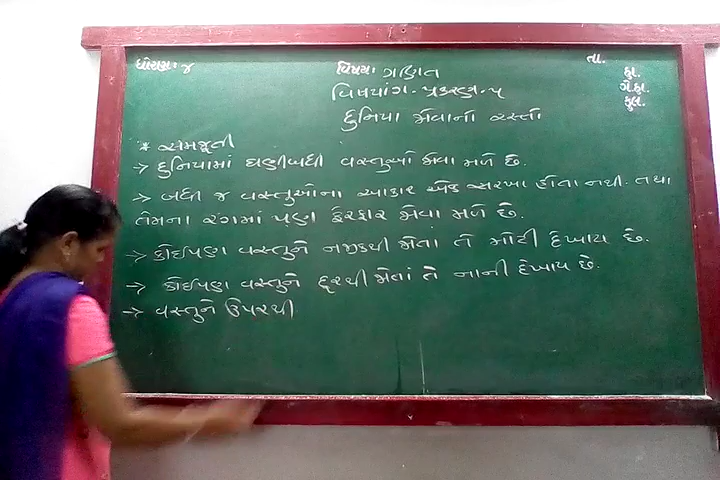 ધોરણ: ૪
વિષય: ગણિત
તા.
હા.
ગે.હા.
કુલ.
વિષયાંગ - પ્રકરણ - ૫
દુનિયા જોવાનો રસ્તો
* સમજૂતી
→ દુનિયામાં ઘણીબધી વસ્તુઓ જોવા મળે છે.
→ બધી જ વસ્તુઓના આકાર એક સરખા હોતા નથી. તથા
તેમના રંગમાં પણ ફેરફાર જોવા મળે છે.
→ કોઈપણ વસ્તુને નજીકથી જોતાં તે મોટી દેખાય છે.
→ કોઈપણ વસ્તુને દૂરથી જોતાં તે નાની દેખાય છે.
→ વસ્તુને ઉપરથી